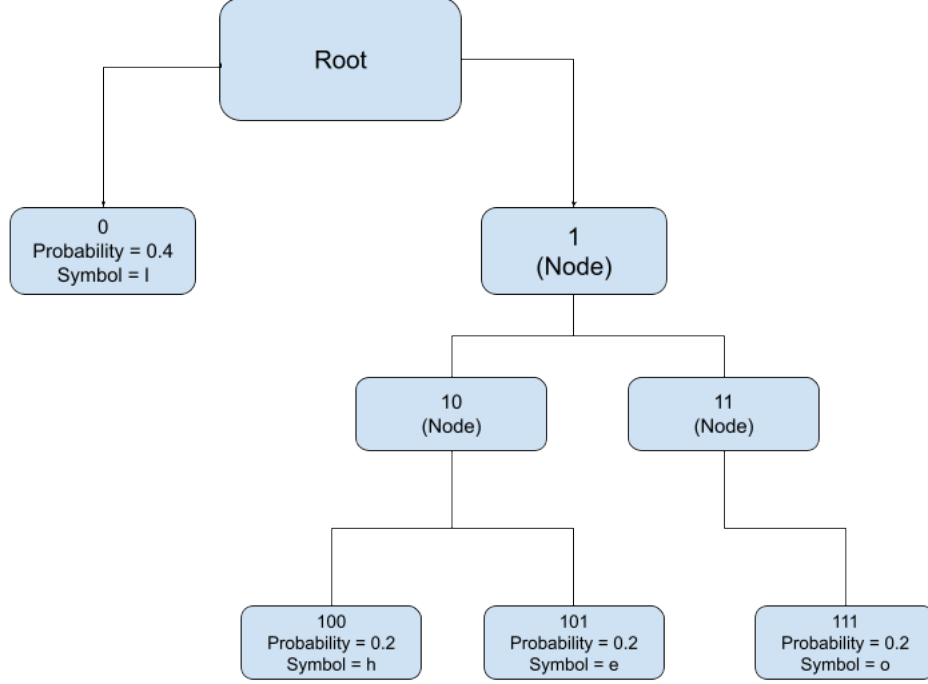 Root
0
Probability = 0.4
Symbol = l
1
(Node)
10
(Node)
11
(Node)
100
Probability = 0.2
Symbol = h
101
Probability = 0.2
Symbol = e
111
Probability = 0.2
Symbol = o